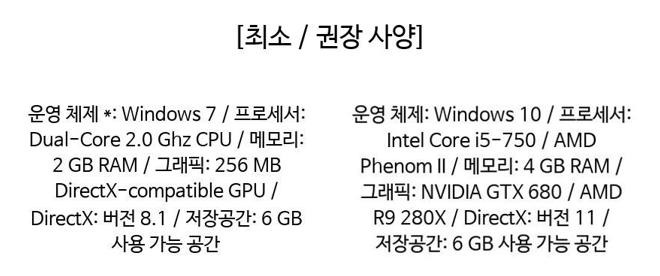 [최소 / 권장 사양]
운영 체제 *: Windows 7 / 프로세서:
Dual-Core 2.0 Ghz CPU / 메모리:
2 GB RAM / 그래픽: 256 MB
DirectX-compatible GPU /
DirectX: 버전 8.1 / 저장공간: 6 GB
사용 가능 공간
운영 체제: Windows 10 / 프로세서:
Intel Core i5-750 / AMD
Phenom II / 메모리: 4 GB RAM /
그래픽: NVIDIA GTX 680 / AMD
R9 280X / DirectX: 버전 11 /
저장공간: 6 GB 사용 가능 공간